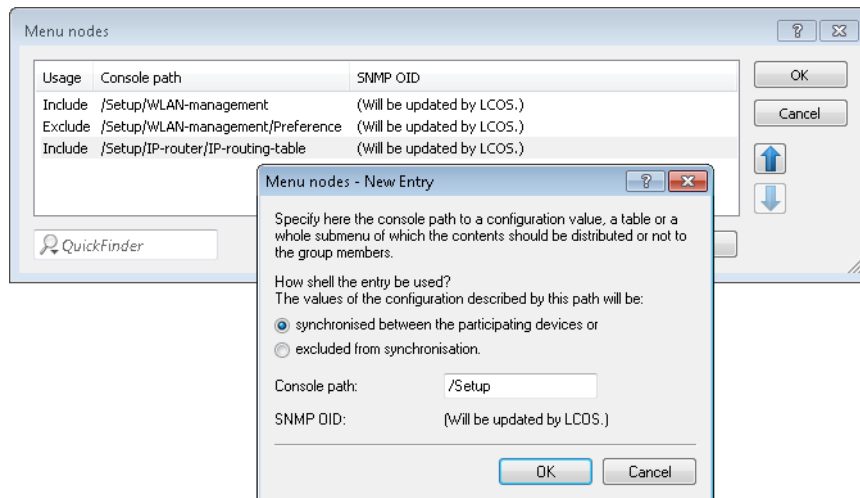 Menu nodes
Usage Console path SNMP OID
Include /Setup/WLAN-management (Will be updated by LCOS.)
Exclude /Setup/WLAN-management/Preference (Will be updated by LCOS.)
Include /Setup/IP-router/IP-routing-table (Will be updated by LCOS.)
OK
Cancel
QuickFinder
Menu nodes - New Entry
Specify here the console path to a configuration value, a table or a
whole submenu of which the contents should be distributed or not to
the group members.
How shell the entry be used?
The values of the configuration described by this path will be:
synchronised between the participating devices or
excluded from synchronisation.
Console path: /Setup
SNMP OID: (Will be updated by LCOS.)
OK Cancel